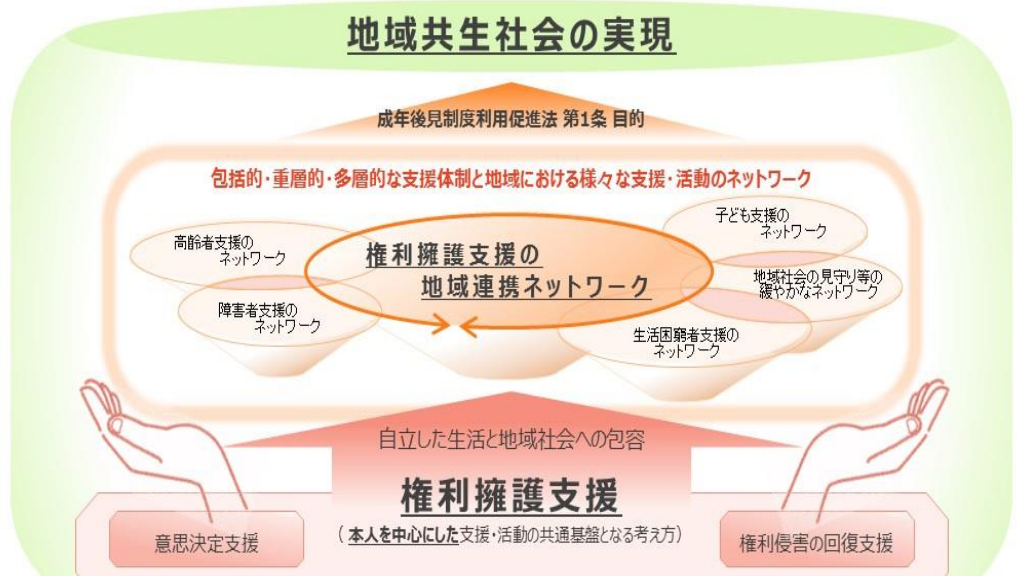 地域共生社会の実現
成年後見制度利用促進法 第1条 目的
包括的・重層的・多層的な支援体制と地域における様々な支援・活動のネットワーク
高齢者支援の
ネットワーク
障害者支援の
ネットワーク
権利擁護支援の
地域連携ネットワーク
子ども支援の
ネットワーク
地域社会の見守り等の
緩やかなネットワーク
生活困窮者支援の
ネットワーク
自立した生活と地域社会への包容
権利擁護支援
（本人を中心にした支援・活動の共通基盤となる考え方）
意思決定支援
権利侵害の回復支援